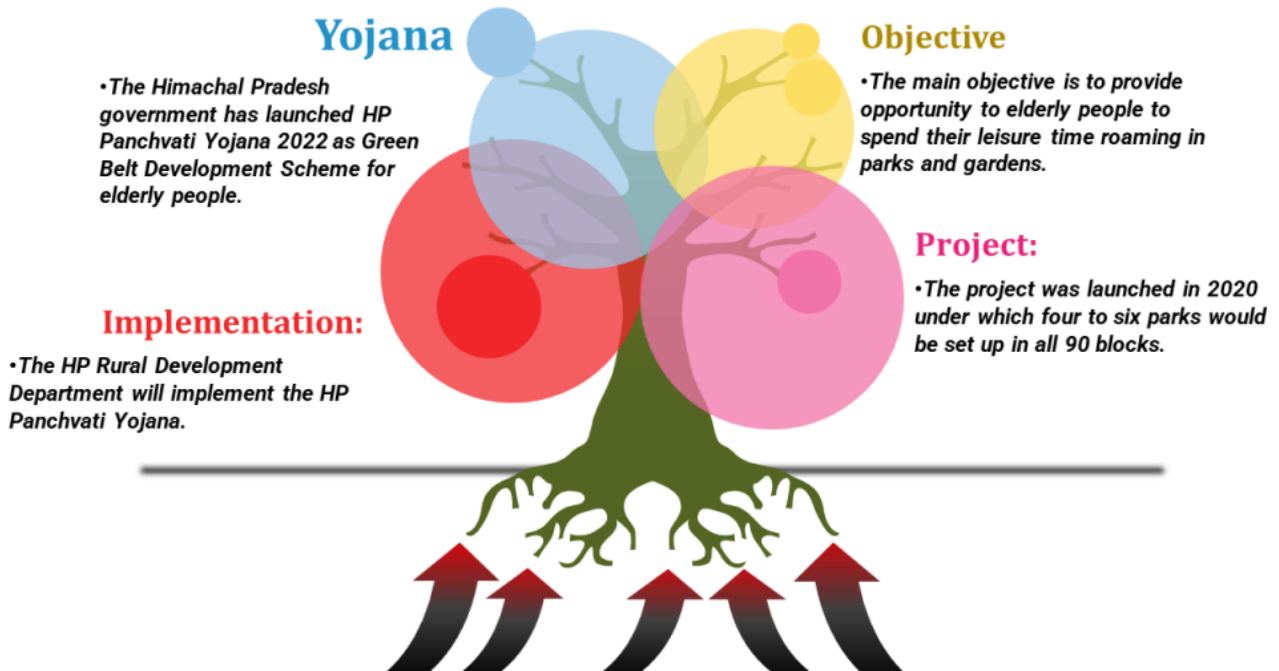 Yojana
•The Himachal Pradesh
government has launched HP
Panchvati Yojana 2022 as Green
Belt Development Scheme for
elderly people.
Objective
•The main objective is to provide
opportunity to elderly people to
spend their leisure time roaming in
parks and gardens.
Implementation:
•The HP Rural Development
Department will implement the HP
Panchvati Yojana.
Project:
•The project was launched in 2020
under which four to six parks would
be set up in all 90 blocks.